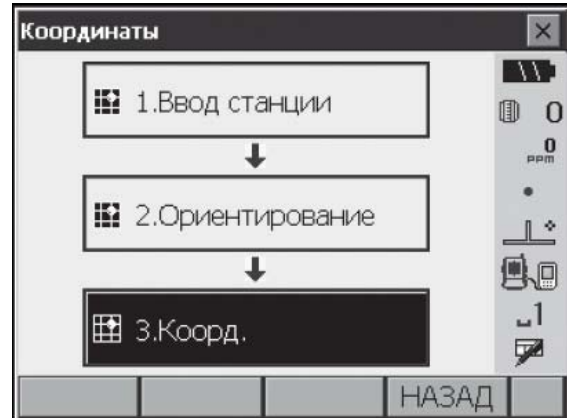 Координаты
1.Ввод станции
2.Ориентирование
3.Коорд.
0
0
ppm
1
НАЗАД